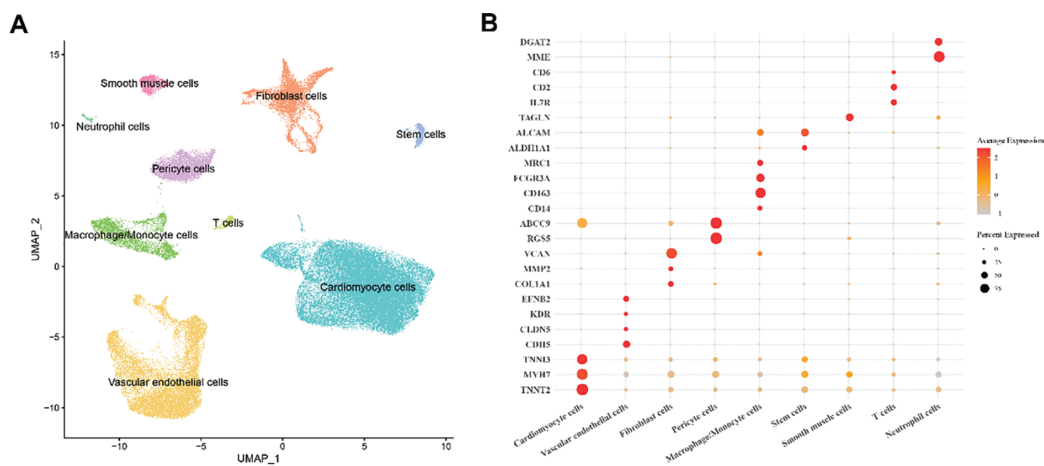 A
B
15
10
5
0
−5
−10
UMAP_2
−10
−5
0
5
10
UMAP_1
Smooth muscle cells
Fibroblast cells
Neutrophil cells
Stem cells
Pericyte cells
T cells
Macrophage/Monocyte cells
Cardiomyocyte cells
Vascular endothelial cells
DGAT2
MME
CD6
CD2
IL7R
TAGLN
ALCAM
ALDH1A1
MRC1
FCGR3A
CD163
CD14
ABCC9
RGS5
VCAN
MMP2
COL1A1
EFNB2
KDR
CLDN5
CDH5
TNNI3
MYH7
TNNT2
Cardiomyocyte cells
Vascular endothelial cells
Fibroblast cells
Pericyte cells
Macrophage/Monocyte cells
Stem cells
Smooth muscle cells
T cells
Neutrophil cells
Average Expression
2
1
0
1
Percent Expressed
0
25
50
75